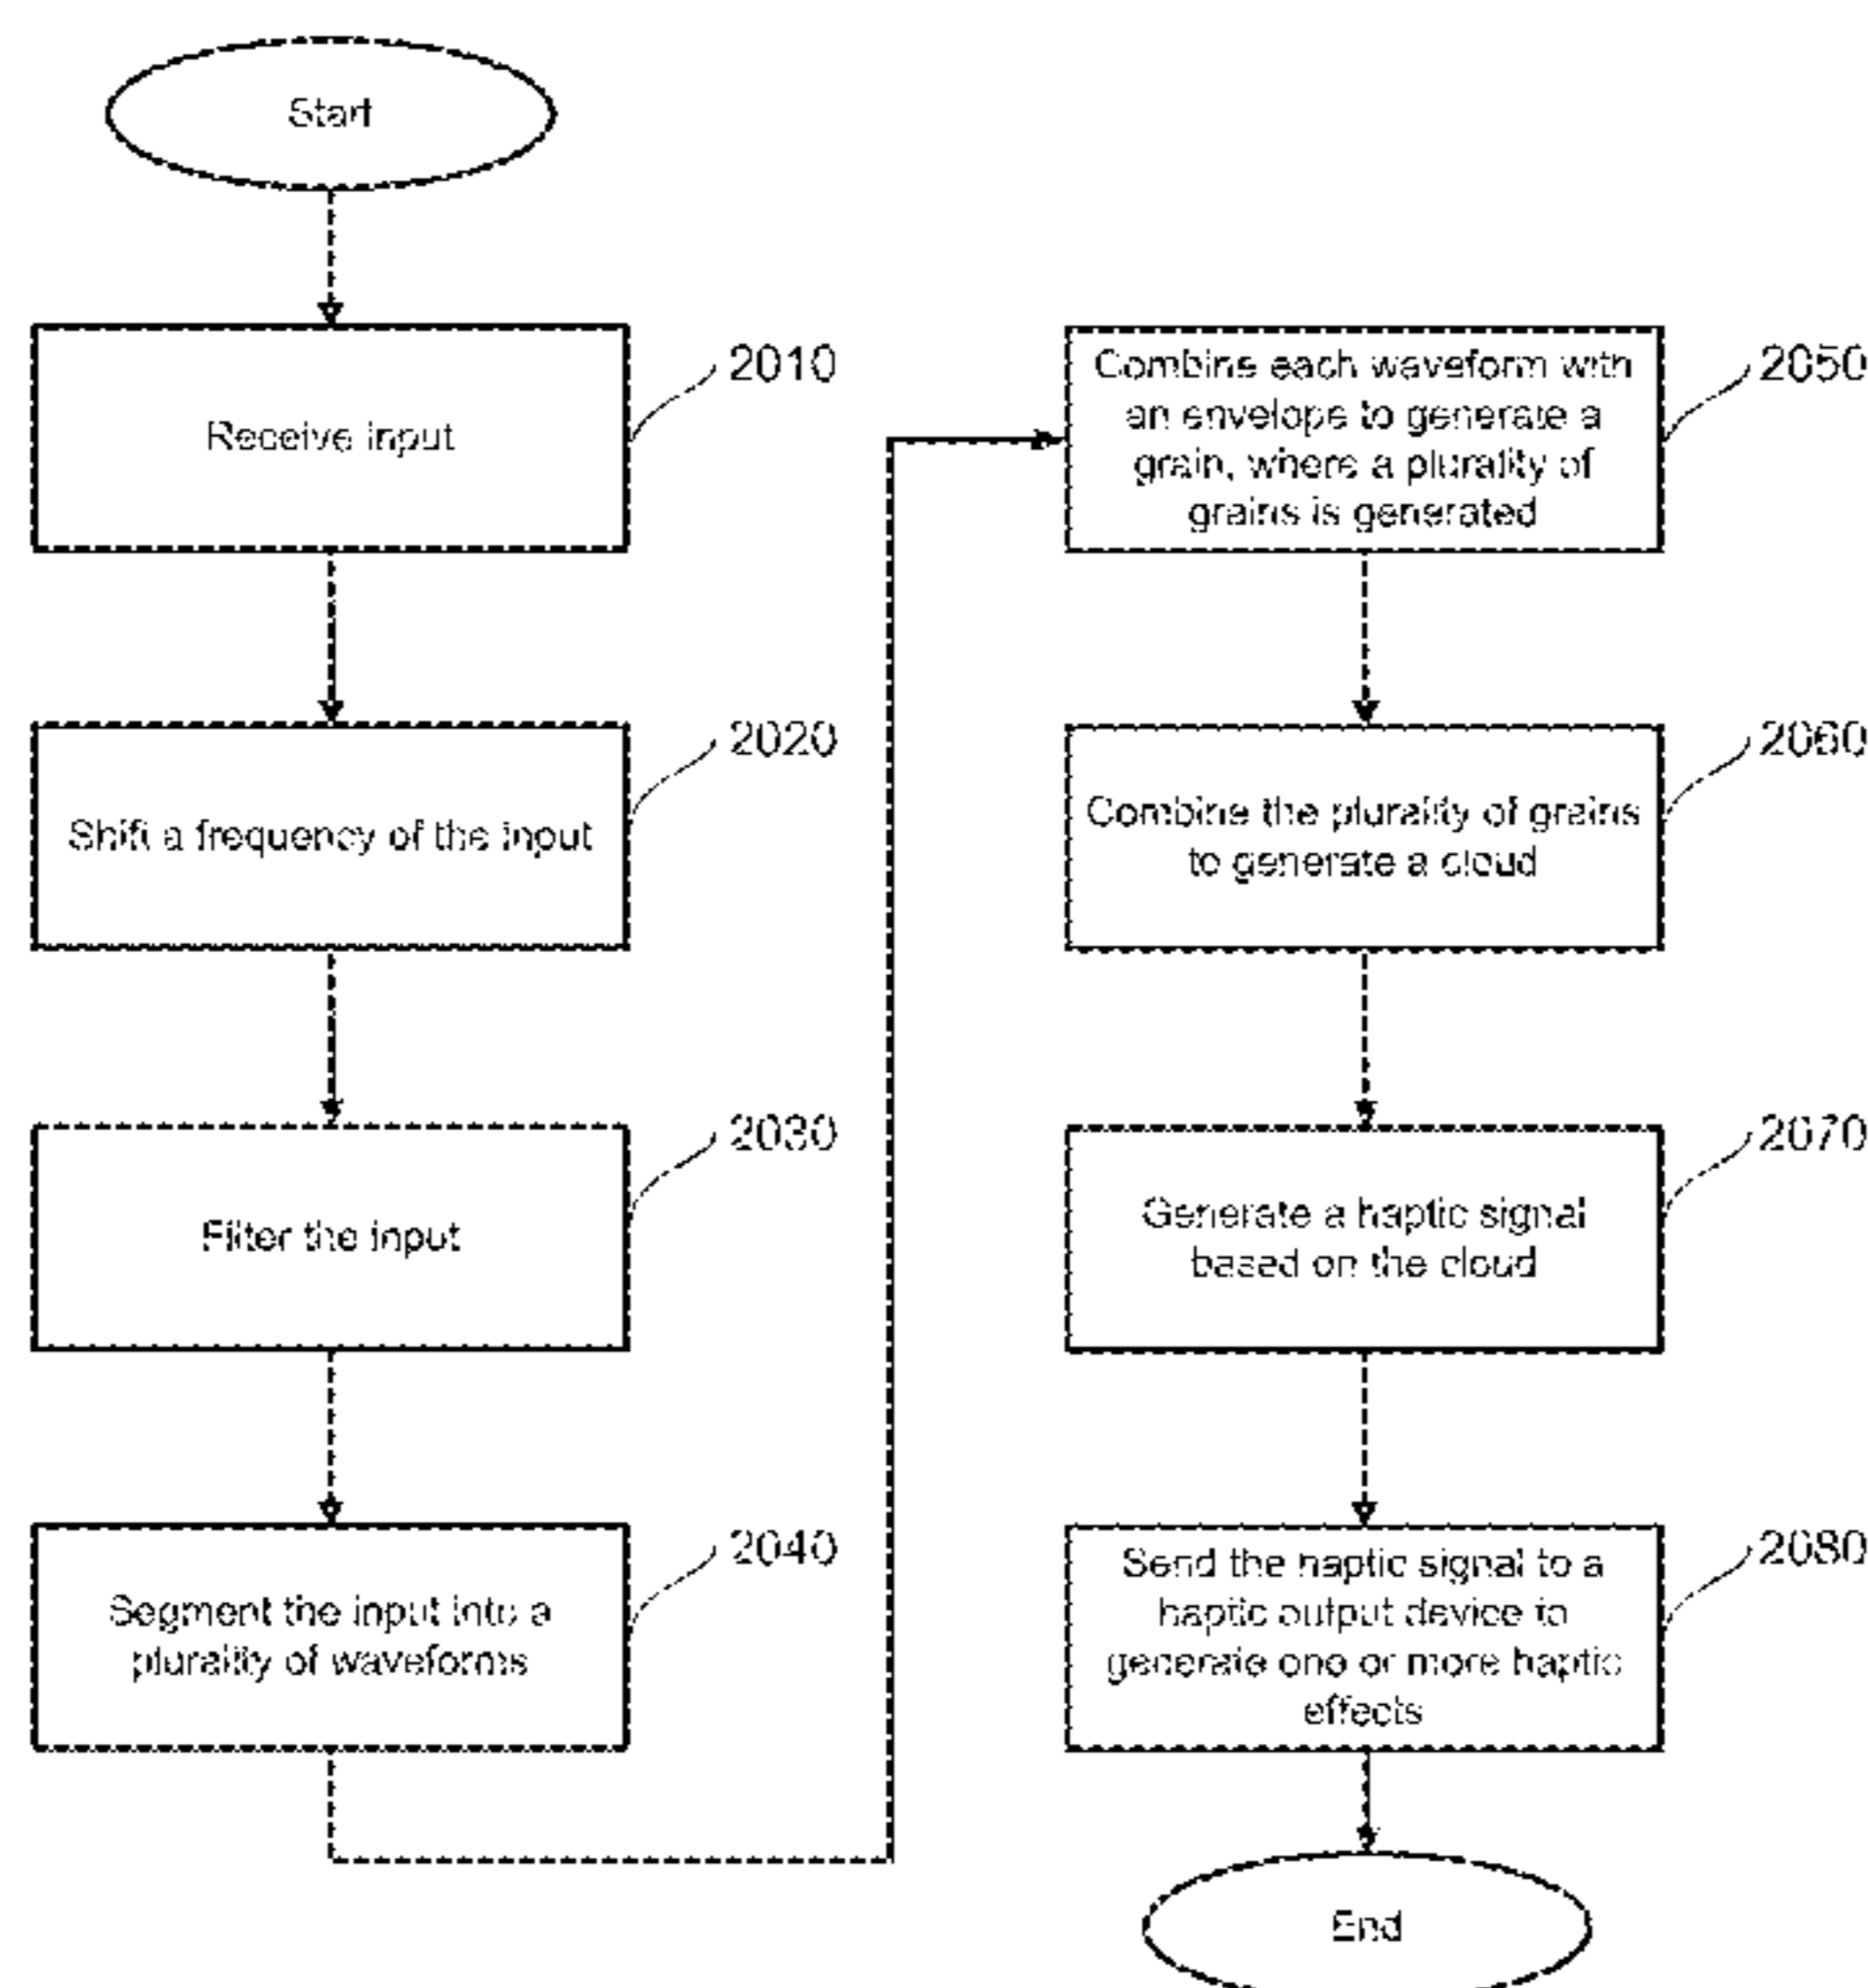 Start
Receive input
2010
Shift a frequency of the input
2020
Filter the input
2030
Segment the input into a
plurality of waveforms
2040
Combine each waveform with
an envelope to generate a
grain, where a plurality of
grains is generated
2050
Combine the plurality of grains
to generate a cloud
2060
Generate a haptic signal
based on the cloud
2070
Send the haptic signal to a
haptic output device to
generate one or more haptic
effects
2080
End